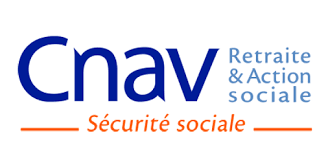 Cnav
Retraite
& Action
sociale
Sécurité sociale